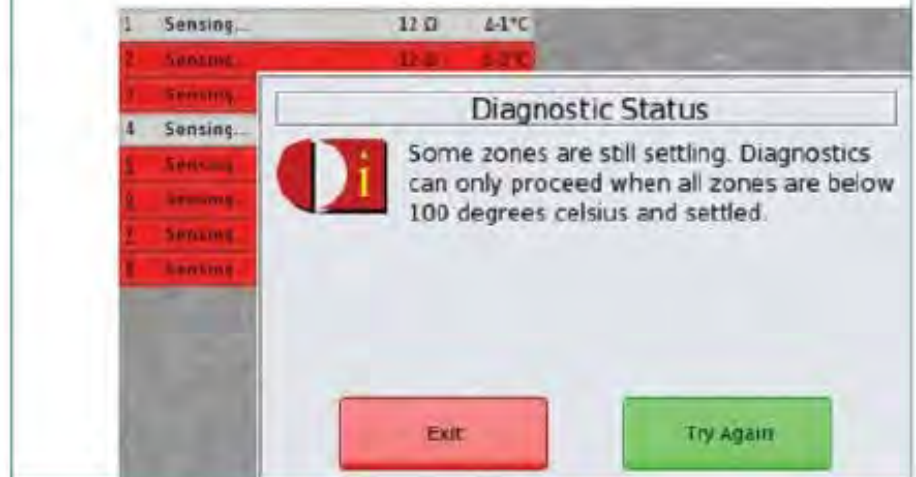 1 Sensing... 12 Ω Δ-1°C
2 Sensing... 12 Ω Δ-2°C
3 Sensing
Diagnostic Status
4 Sensing...
Some zones are still settling. Diagnostics
5 Sensing
can only proceed when all zones are below
6 Sensing
100 degrees celsius and settled.
7 Sensing
8 Sensing
i
Exit
Try Again